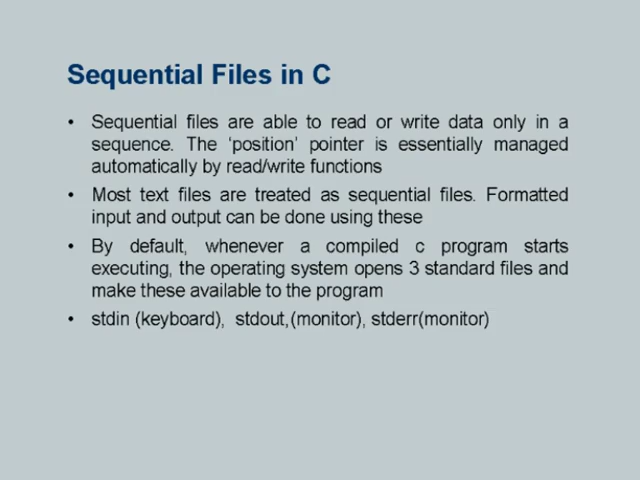 Sequential Files in C
• Sequential files are able to read or write data only in a
sequence. The ‘position’ pointer is essentially managed
automatically by read/write functions
• Most text files are treated as sequential files. Formatted
input and output can be done using these
• By default, whenever a compiled c program starts
executing, the operating system opens 3 standard files and
make these available to the program
• stdin (keyboard), stdout,(monitor), stderr(monitor)